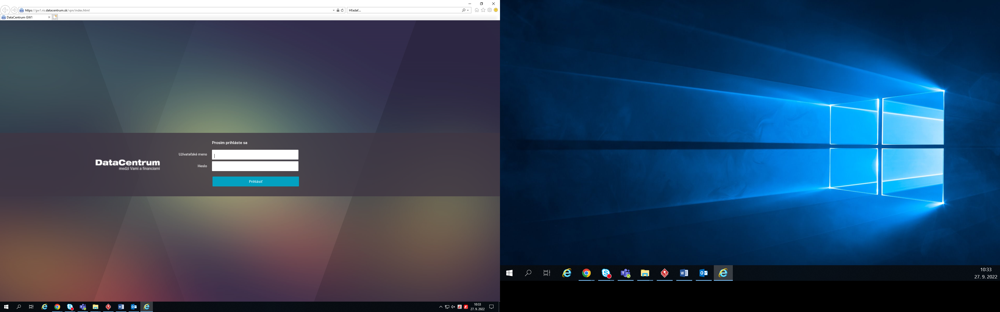 https://gw1.ris.datacentrum.sk/vpn/index.html
Hľadať...
DataCentrum GW1
Prosím prihláste sa
Užívateľské meno
DataCentrum
medzi Vami a financiami
Heslo
Prihlásiť
10:33
27. 9. 2022
10:33
27. 9. 2022